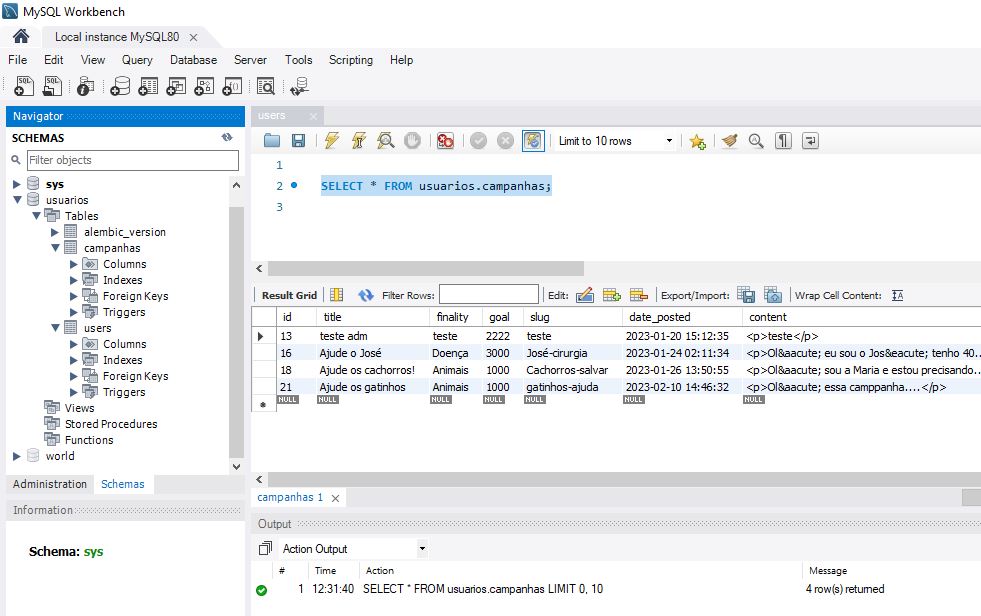 MySQL Workbench
Local instance MySQL80
File Edit View Query Database Server Tools Scripting Help
Navigator
SCHEMAS
Filter objects
sys
usuarios
Tables
alembic_version
campanhas
Columns
Indexes
Foreign Keys
Triggers
users
Columns
Indexes
Foreign Keys
Triggers
Views
Stored Procedures
Functions
world
Administration Schemas
Information
Schema: sys
users
Limit to 10 rows
1
2 SELECT * FROM usuarios.campanhas;
3
Result Grid Filter Rows: Edit: Export/Import: Wrap Cell Content:
id title finality goal slug date_posted content
13 teste adm teste 2222 teste 2023-01-20 15:12:35 <p>teste</p>
16 Ajude o José Doença 3000 José-cirurgia 2023-01-24 02:11:34 <p>Ol&aacute; eu sou o Jos&eacute; tenho 40...
18 Ajude os cachorros! Animais 1000 Cachorros-salvar 2023-01-26 13:50:55 <p>Ol&aacute; sou a Maria e estou precisando...
21 Ajude os gatinhos Animais 1000 gatinhos-ajuda 2023-02-10 14:46:32 <p>Ol&aacute; essa camppanha....</p>
NULL NULL NULL NULL NULL NULL NULL
campanhas 1
Output
Action Output
# Time Action Message
1 12:31:40 SELECT * FROM usuarios.campanhas LIMIT 0, 10 4 row(s) returned